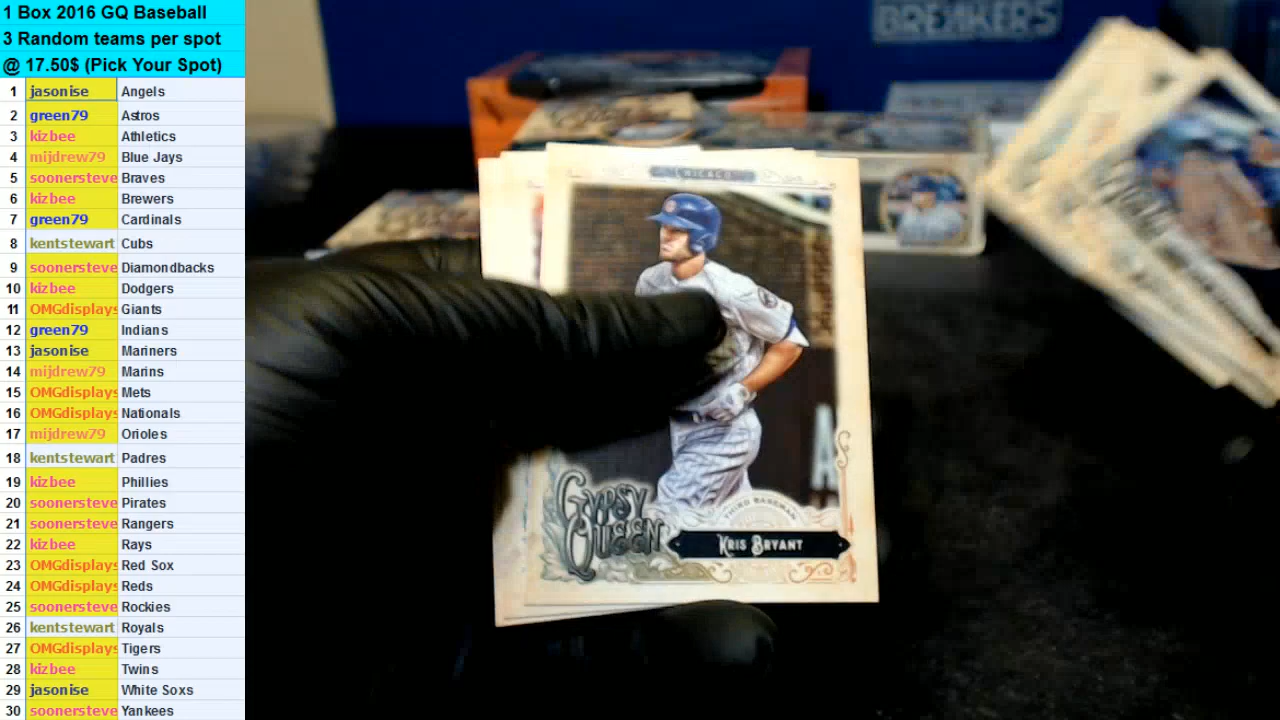 1 Box 2016 GQ Baseball
3 Random teams per spot
@ 17.50$ (Pick Your Spot)
1 jasonise Angels
2 green79 Astros
3 kizbee Athletics
4 mijdrew79 Blue Jays
5 soonersteve Braves
6 kizbee Brewers
7 green79 Cardinals
8 kentstewart Cubs
9 soonersteve Diamondbacks
10 kizbee Dodgers
11 OMGdisplays Giants
12 green79 Indians
13 jasonise Mariners
14 mijdrew79 Marins
15 OMGdisplays Mets
16 OMGdisplays Nationals
17 mijdrew79 Orioles
18 kentstewart Padres
19 kizbee Phillies
20 soonersteve Pirates
21 soonersteve Rangers
22 kizbee Rays
23 OMGdisplays Red Sox
24 OMGdisplays Reds
25 soonersteve Rockies
26 kentstewart Royals
27 OMGdisplays Tigers
28 kizbee Twins
29 jasonise White Soxs
30 soonersteve Yankees
BREAKERS
CHICAGO
GYPSY
QUEEN
THIRD BASEMAN
KRIS BRYANT